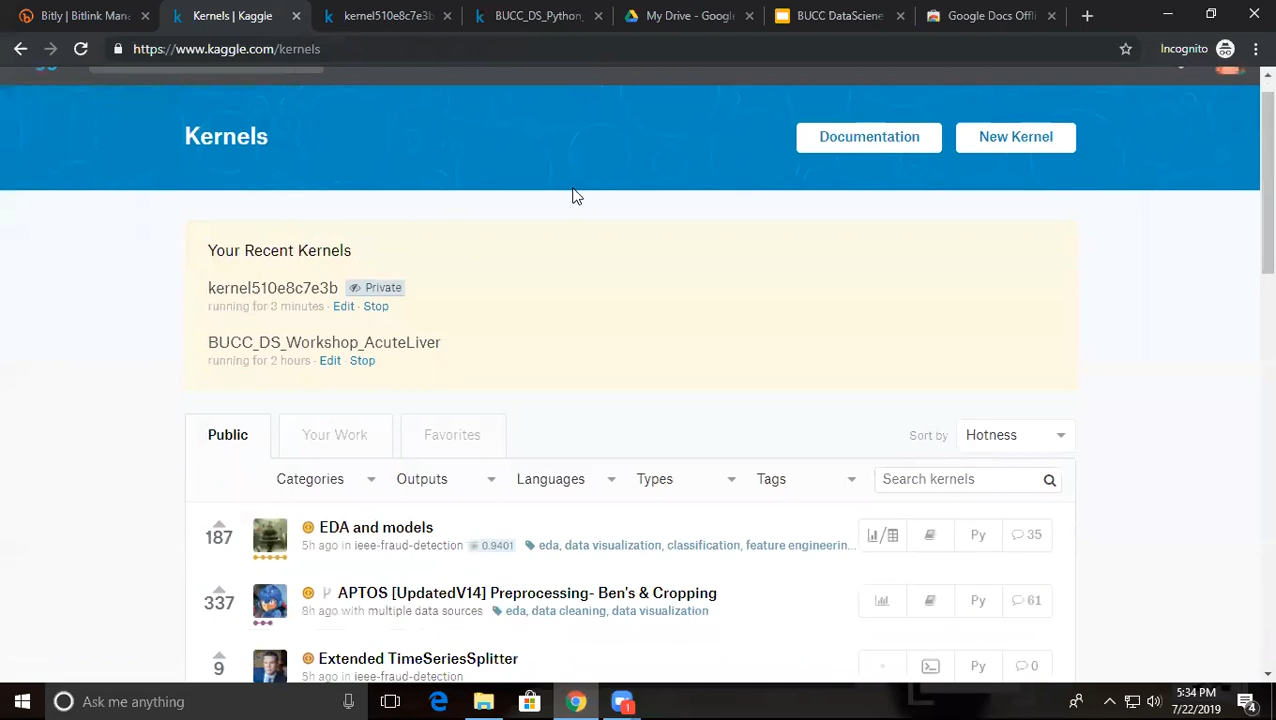 Bitly | Bitlink Man
Kernels | Kaggle
kernel510e8c7e3b
BUCC_DS_Python_
My Drive - Google
BUCC DataSciene
Google Docs Offli
https://www.kaggle.com/kernels
Incognito
Kernels
Documentation
New Kernel
Your Recent Kernels
kernel510e8c7e3b Private
running for 3 minutes · Edit · Stop
BUCC_DS_Workshop_AcuteLiver
running for 2 hours · Edit · Stop
Public
Your Work
Favorites
Sort by
Hotness
Categories
Outputs
Languages
Types
Tags
Search kernels
187
EDA and models
5h ago in ieee-fraud-detection 0.9401 eda, data visualization, classification, feature engineerin...
Py
35
337
APTOS [UpdatedV14] Preprocessing- Ben's & Cropping
8h ago with multiple data sources eda, data cleaning, data visualization
Py
61
9
Extended TimeSeriesSplitter
5h ago in ieee-fraud-detection
Py
0
Ask me anything
1
5:34 PM
7/22/2019
4